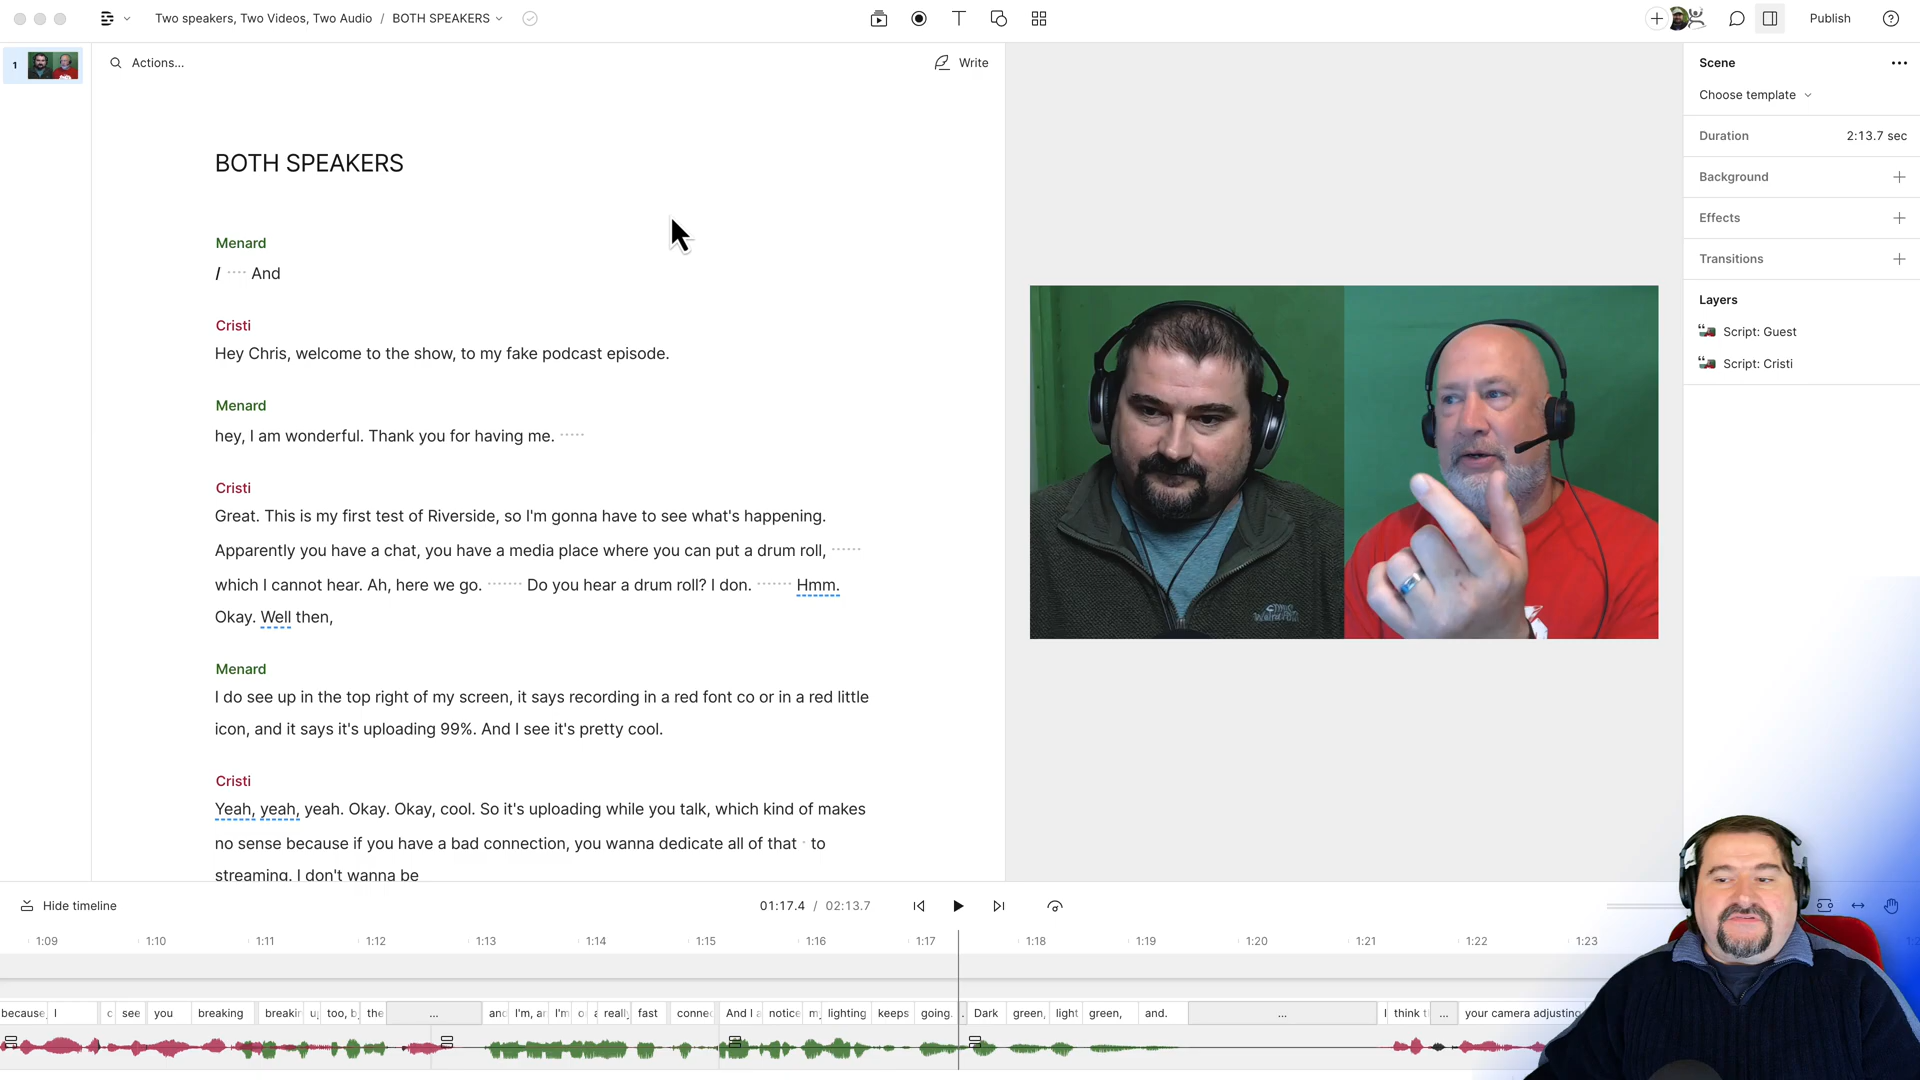 Two speakers, Two Videos, Two Audio / BOTH SPEAKERS
Publish
1
Actions...
Write
BOTH SPEAKERS
Menard
/ And
Cristi
Hey Chris, welcome to the show, to my fake podcast episode.
Menard
hey, I am wonderful. Thank you for having me.
Cristi
Great. This is my first test of Riverside, so I'm gonna have to see what's happening.
Apparently you have a chat, you have a media place where you can put a drum roll,
which I cannot hear. Ah, here we go. Do you hear a drum roll? I don. Hmm.
Okay. Well then,
Menard
I do see up in the top right of my screen, it says recording in a red font co or in a red little
icon, and it says it's uploading 99%. And I see it's pretty cool.
Cristi
Yeah, yeah, yeah. Okay. Okay, cool. So it's uploading while you talk, which kind of makes
no sense because if you have a bad connection, you wanna dedicate all of that to
streaming. I don't wanna be
Scene
Choose template
Duration 2:13.7 sec
Background
Effects
Transitions
Layers
Script: Guest
Script: Cristi
Hide timeline
01:17.4 / 02:13.7
1:09 1:10 1:11 1:12 1:13 1:14 1:15 1:16 1:17 1:18 1:19 1:20 1:21 1:22 1:23
because, I c see you breaking breakin u too, b the ... and I'm, a I'm o a really fast connec And I a notice m lighting keeps going. . Dark green, light green, and. ... I think t ... your camera adjusting